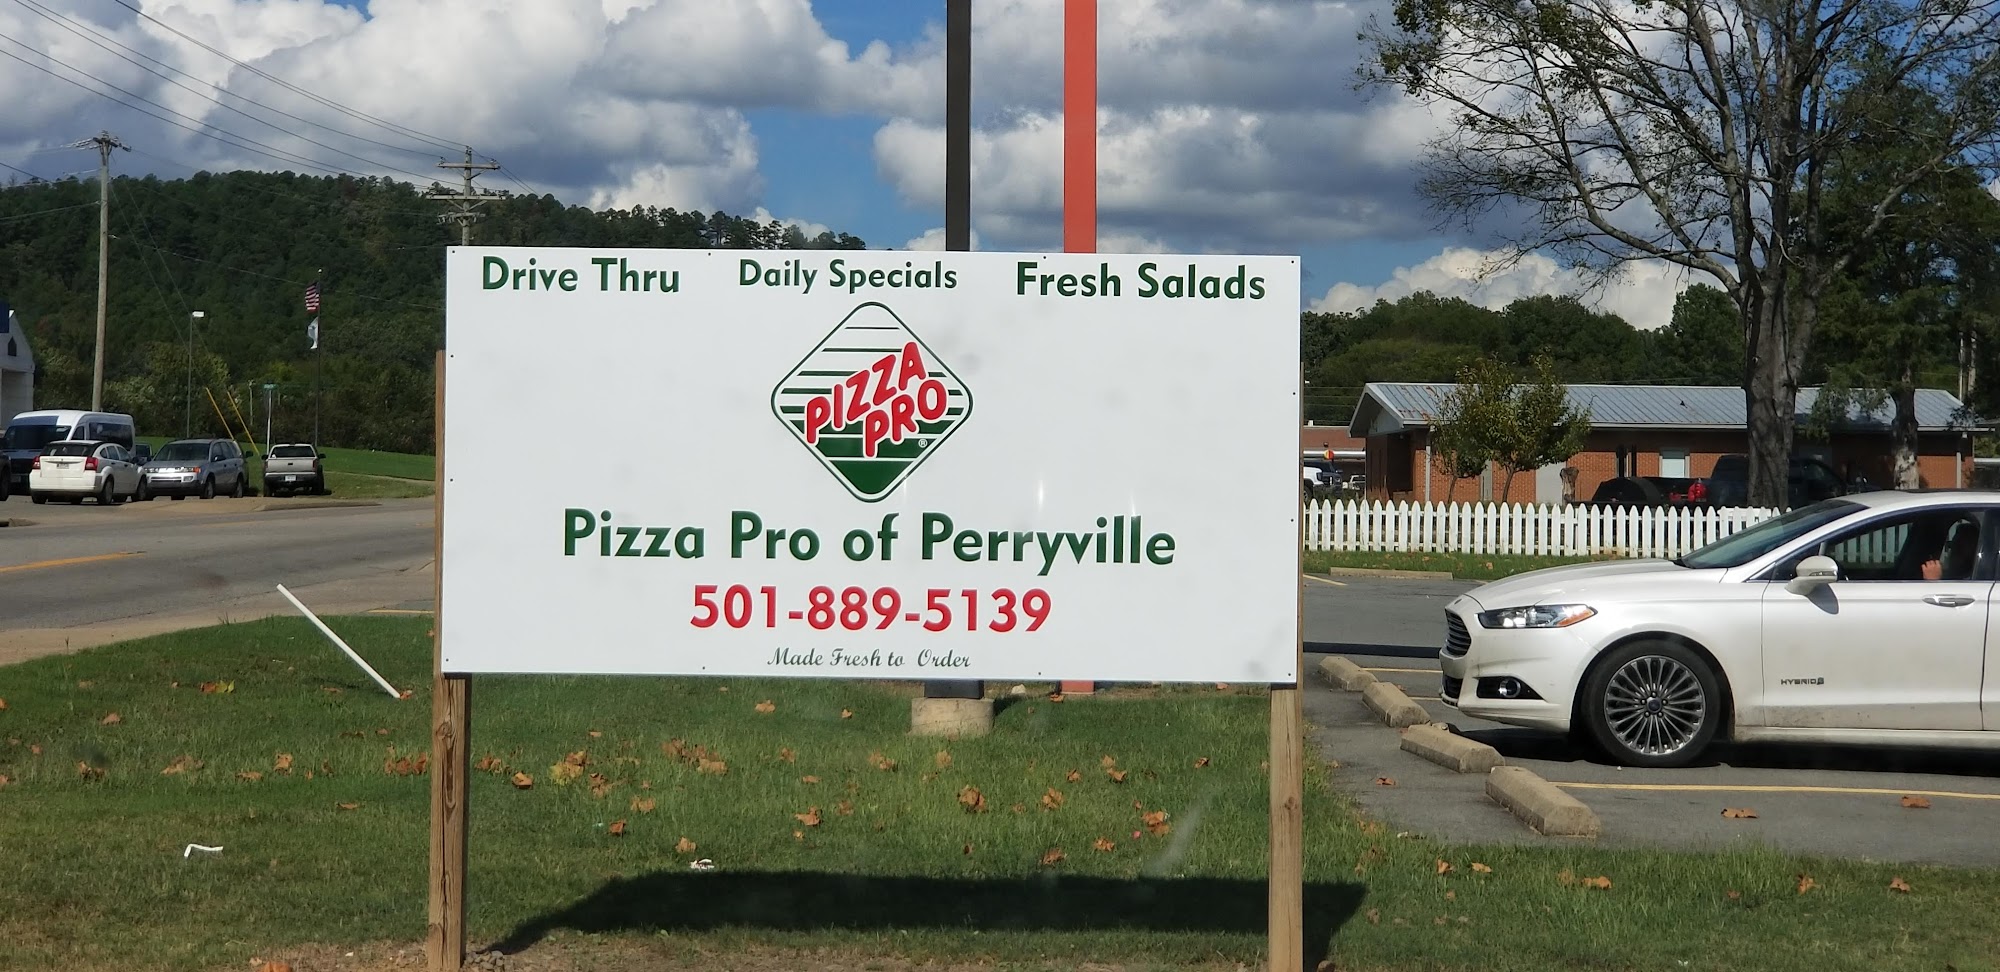 Drive Thru Daily Specials Fresh Salads
PIZZA
PRO®
Pizza Pro of Perryville
501-889-5139
Made Fresh to Order
HYBRID